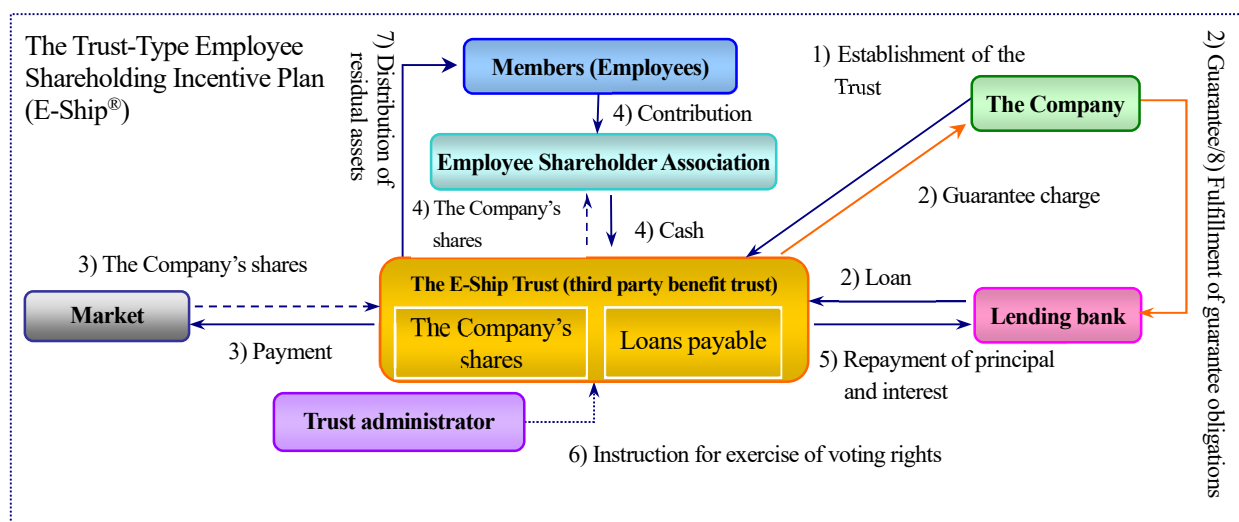 The Trust-Type Employee
Shareholding Incentive Plan
(E-Ship®)
7) Distribution of
residual assets
Members (Employees)
4) Contribution
Employee Shareholder Association
4) The Company's
shares
4) Cash
1) Establishment of the
Trust
The Company
2) Guarantee charge
2) Guarantee/8) Fulfillment of guarantee obligations
3) The Company's shares
Market
3) Payment
The E-Ship Trust (third party benefit trust)
The Company's
shares
Loans payable
2) Loan
Lending bank
5) Repayment of principal
and interest
Trust administrator
6) Instruction for exercise of voting rights